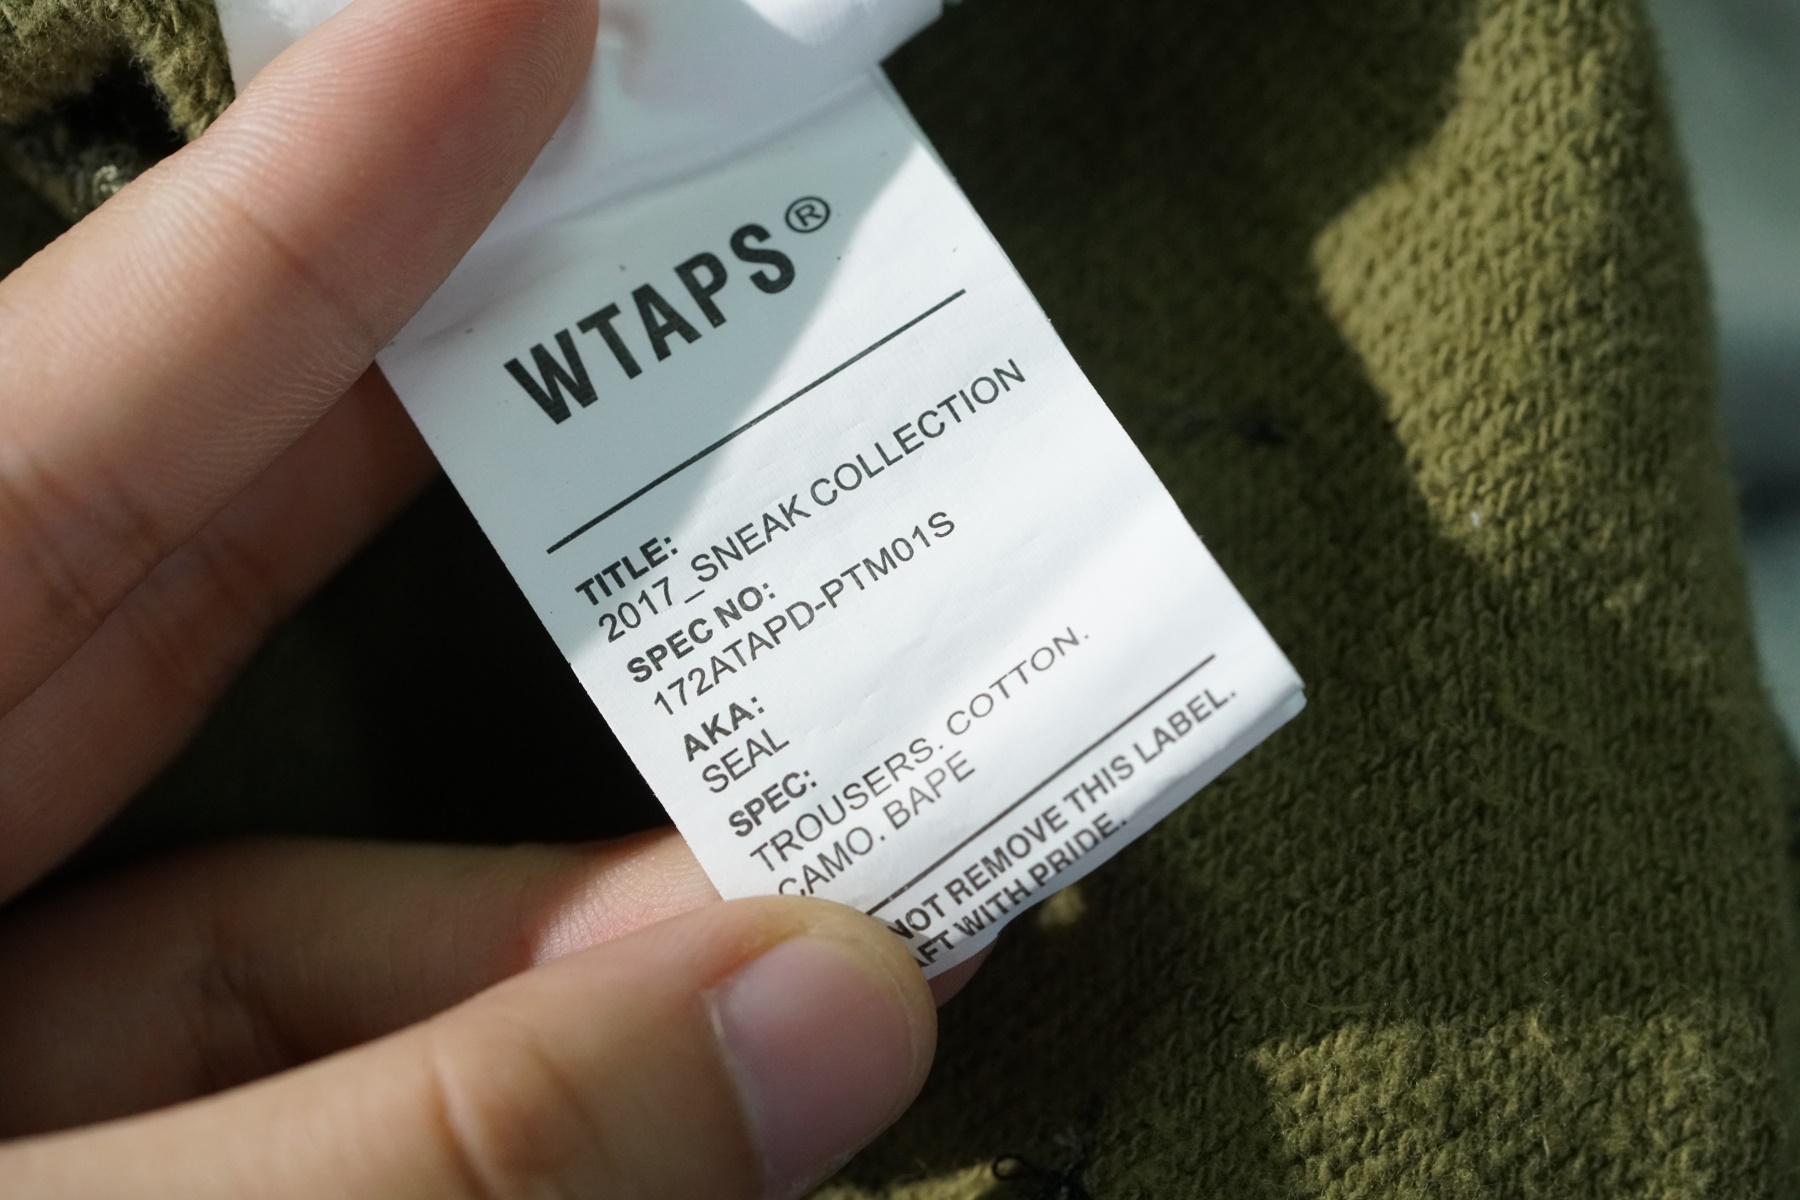 WTAPS®
TITLE:
2017_SNEAK COLLECTION
SPEC NO:
172ATAPD-PTM01S
AKA:
SEAL
SPEC:
TROUSERS. COTTON.
CAMO. BAPE
NOT REMOVE THIS LABEL.
WITH PRIDE.